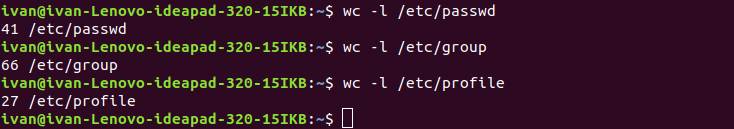 ivan@ivan-Lenovo-ideapad-320-15IKB:~$ wc -l /etc/passwd
41 /etc/passwd
ivan@ivan-Lenovo-ideapad-320-15IKB:~$ wc -l /etc/group
66 /etc/group
ivan@ivan-Lenovo-ideapad-320-15IKB:~$ wc -l /etc/profile
27 /etc/profile
ivan@ivan-Lenovo-ideapad-320-15IKB:~$